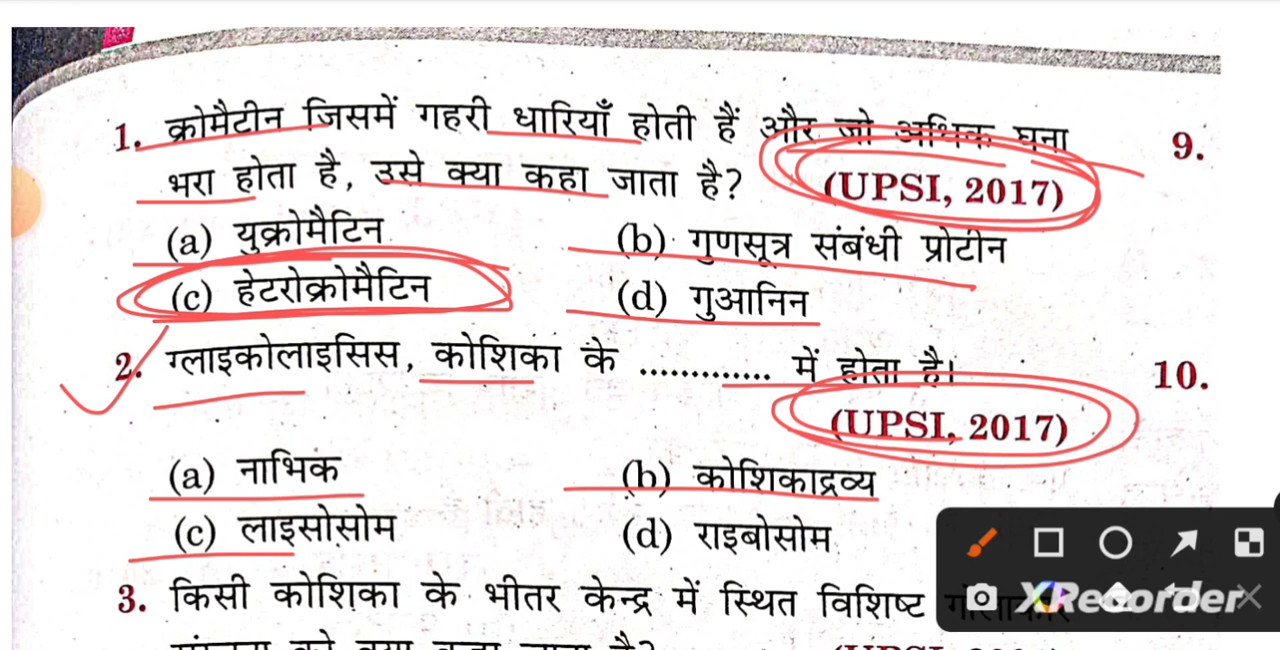 1. क्रोमैटीन जिसमें गहरी धारियाँ होती हैं और जो अधिक घना 9.
भरा होता है, उसे क्या कहा जाता है? (UPSI, 2017)
(a) युक्रोमैटिन (b) गुणसूत्र संबंधी प्रोटीन
(c) हेटरोक्रोमैटिन (d) गुआनिन
2. ग्लाइकोलाइसिस, कोशिका के ............. में होता है। 10.
(UPSI, 2017)
(a) नाभिक (b) कोशिकाद्रव्य
(c) लाइसोसोम (d) राइबोसोम
3. किसी कोशिका के भीतर केन्द्र में स्थित विशिष्ट
XRecorder
को क्या कहा जाता है?